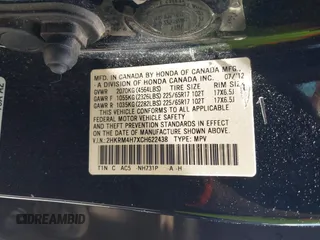 MFD. IN CANADA BY HONDA OF CANADA MFG.,
A DIVISION OF HONDA CANADA INC. 07/12
GVWR 2070KG (4564LBS) TIRE SIZE RIM SIZE
GAWR F 1055KG (2326LBS) 225/65R17 102T 17X6.5J
GAWR R 1035KG (2282LBS) 225/65R17 102T 17X6.5J
THIS VEHICLE CONFORMS TO ALL APPLICABLE
FEDERAL MOTOR VEHICLE SAFETY
STANDARDS IN EFFECT ON THE DATE OF
MANUFACTURE SHOWN ABOVE.
V.I.N.: 2HKRM4H7XCH622438 TYPE: MPV
TIN C AC5 NH731P A-H
DREAMBID